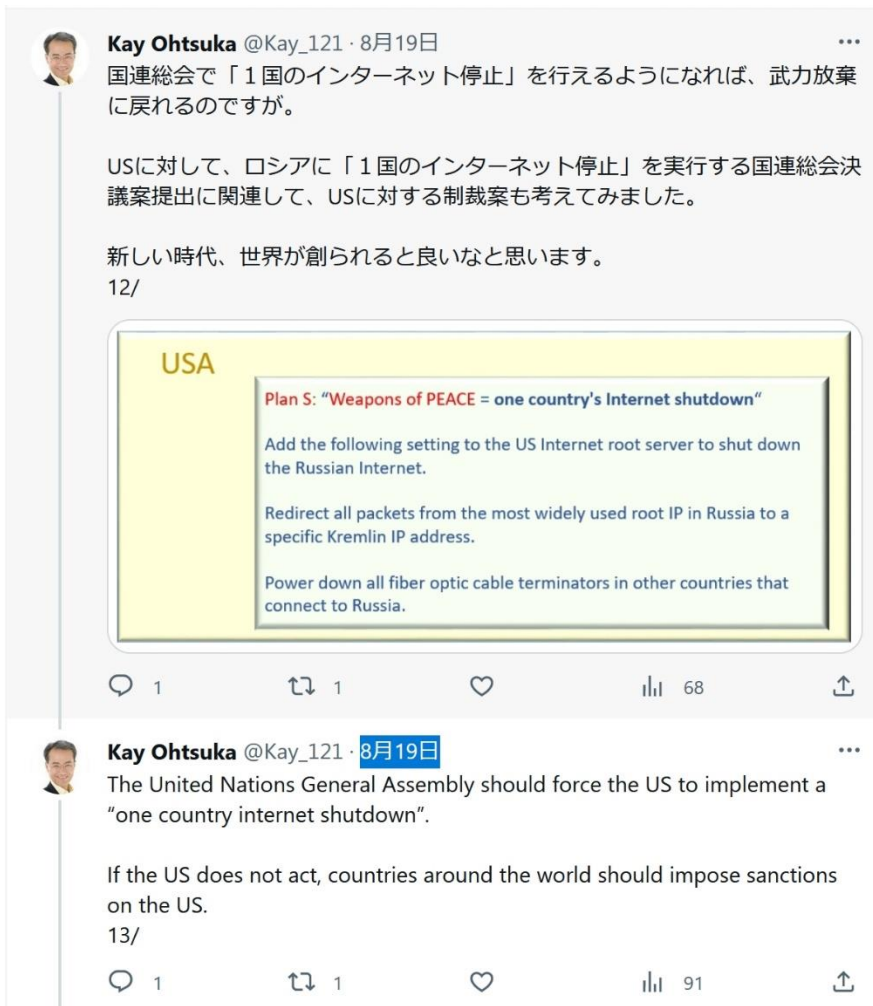 Kay Ohtsuka @Kay_121 · 8月19日
国連総会で「１国のインターネット停止」を行えるようになれば、武力放棄
に戻れるのですが。
USに対して、ロシアに「１国のインターネット停止」を実行する国連総会決
議案提出に関連して、USに対する制裁案も考えてみました。
新しい時代、世界が創られると良いなと思います。
12/
USA
Plan S: “Weapons of PEACE = one country's Internet shutdown“
Add the following setting to the US Internet root server to shut down
the Russian Internet.
Redirect all packets from the most widely used root IP in Russia to a
specific Kremlin IP address.
Power down all fiber optic cable terminators in other countries that
connect to Russia.
1 1 68
Kay Ohtsuka @Kay_121 · 8月19日
The United Nations General Assembly should force the US to implement a
“one country internet shutdown”.
If the US does not act, countries around the world should impose sanctions
on the US.
13/
1 1 91